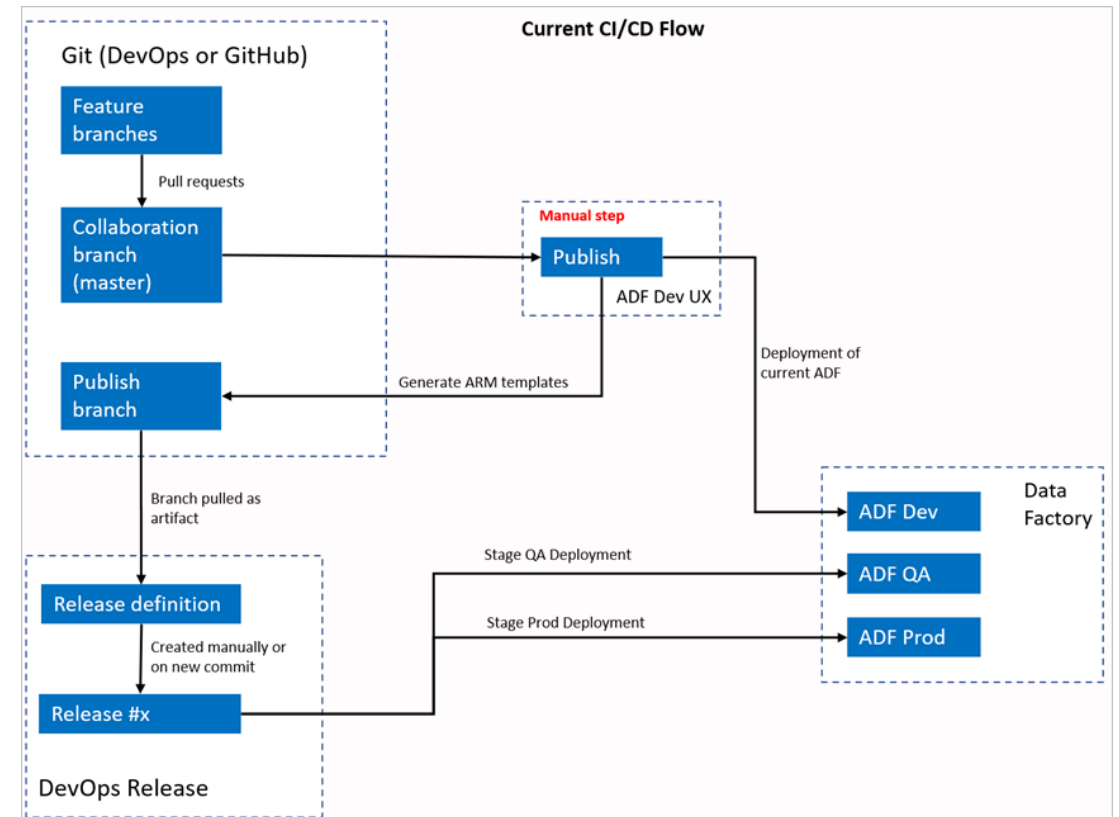 Current CI/CD Flow
Git (DevOps or GitHub)
Feature
branches
Pull requests
Collaboration
branch
(master)
Manual step
Publish
ADF Dev UX
Deployment of
current ADF
Generate ARM templates
Publish
branch
Branch pulled as
artifact
Data
Factory
ADF Dev
Stage QA Deployment
ADF QA
Stage Prod Deployment
ADF Prod
Release definition
Created manually or
on new commit
Release #x
DevOps Release